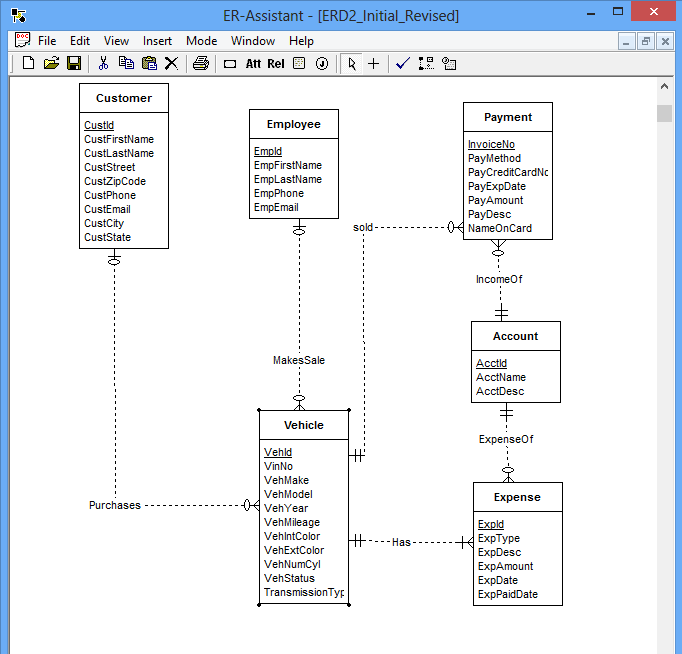 ER-Assistant - [ERD2_Initial_Revised]
File Edit View Insert Mode Window Help
Att Rel
Customer
CustId
CustFirstName
CustLastName
CustStreet
CustZipCode
CustPhone
CustEmail
CustCity
CustState
Employee
EmpId
EmpFirstName
EmpLastName
EmpPhone
EmpEmail
Payment
InvoiceNo
PayMethod
PayCreditCardNo
PayExpDate
PayAmount
PayDesc
NameOnCard
sold
IncomeOf
Account
AcctId
AcctName
AcctDesc
MakesSale
ExpenseOf
Vehicle
VehId
VinNo
VehMake
VehModel
VehYear
VehMileage
VehIntColor
VehExtColor
VehNumCyl
VehStatus
TransmissionTyp
Purchases
Has
Expense
ExpId
ExpType
ExpDesc
ExpAmount
ExpDate
ExpPaidDate